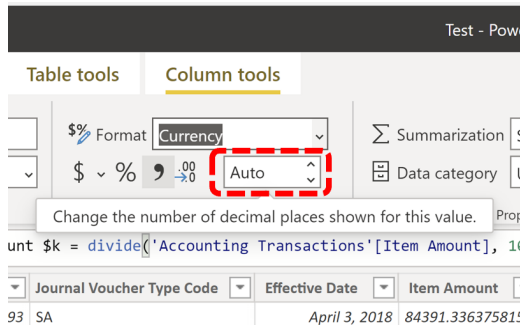 Test - Pow
Table tools Column tools
$% Format Currency Summarization
$ % , .00 →0 Auto Data category
Change the number of decimal places shown for this value. Prop
unt $k = divide('Accounting Transactions'[Item Amount], 10
Journal Voucher Type Code Effective Date Item Amount
93 SA April 3, 2018 84391.33637581